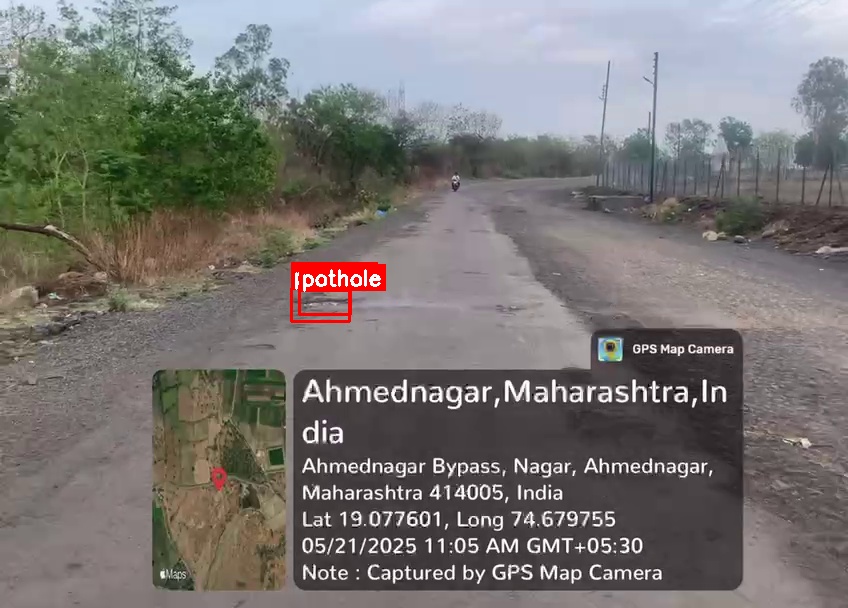 pothole
GPS Map Camera
Ahmednagar,Maharashtra,In
dia
Ahmednagar Bypass, Nagar, Ahmednagar,
Maharashtra 414005, India
Lat 19.077601, Long 74.679755
05/21/2025 11:05 AM GMT+05:30
Note : Captured by GPS Map Camera
Maps